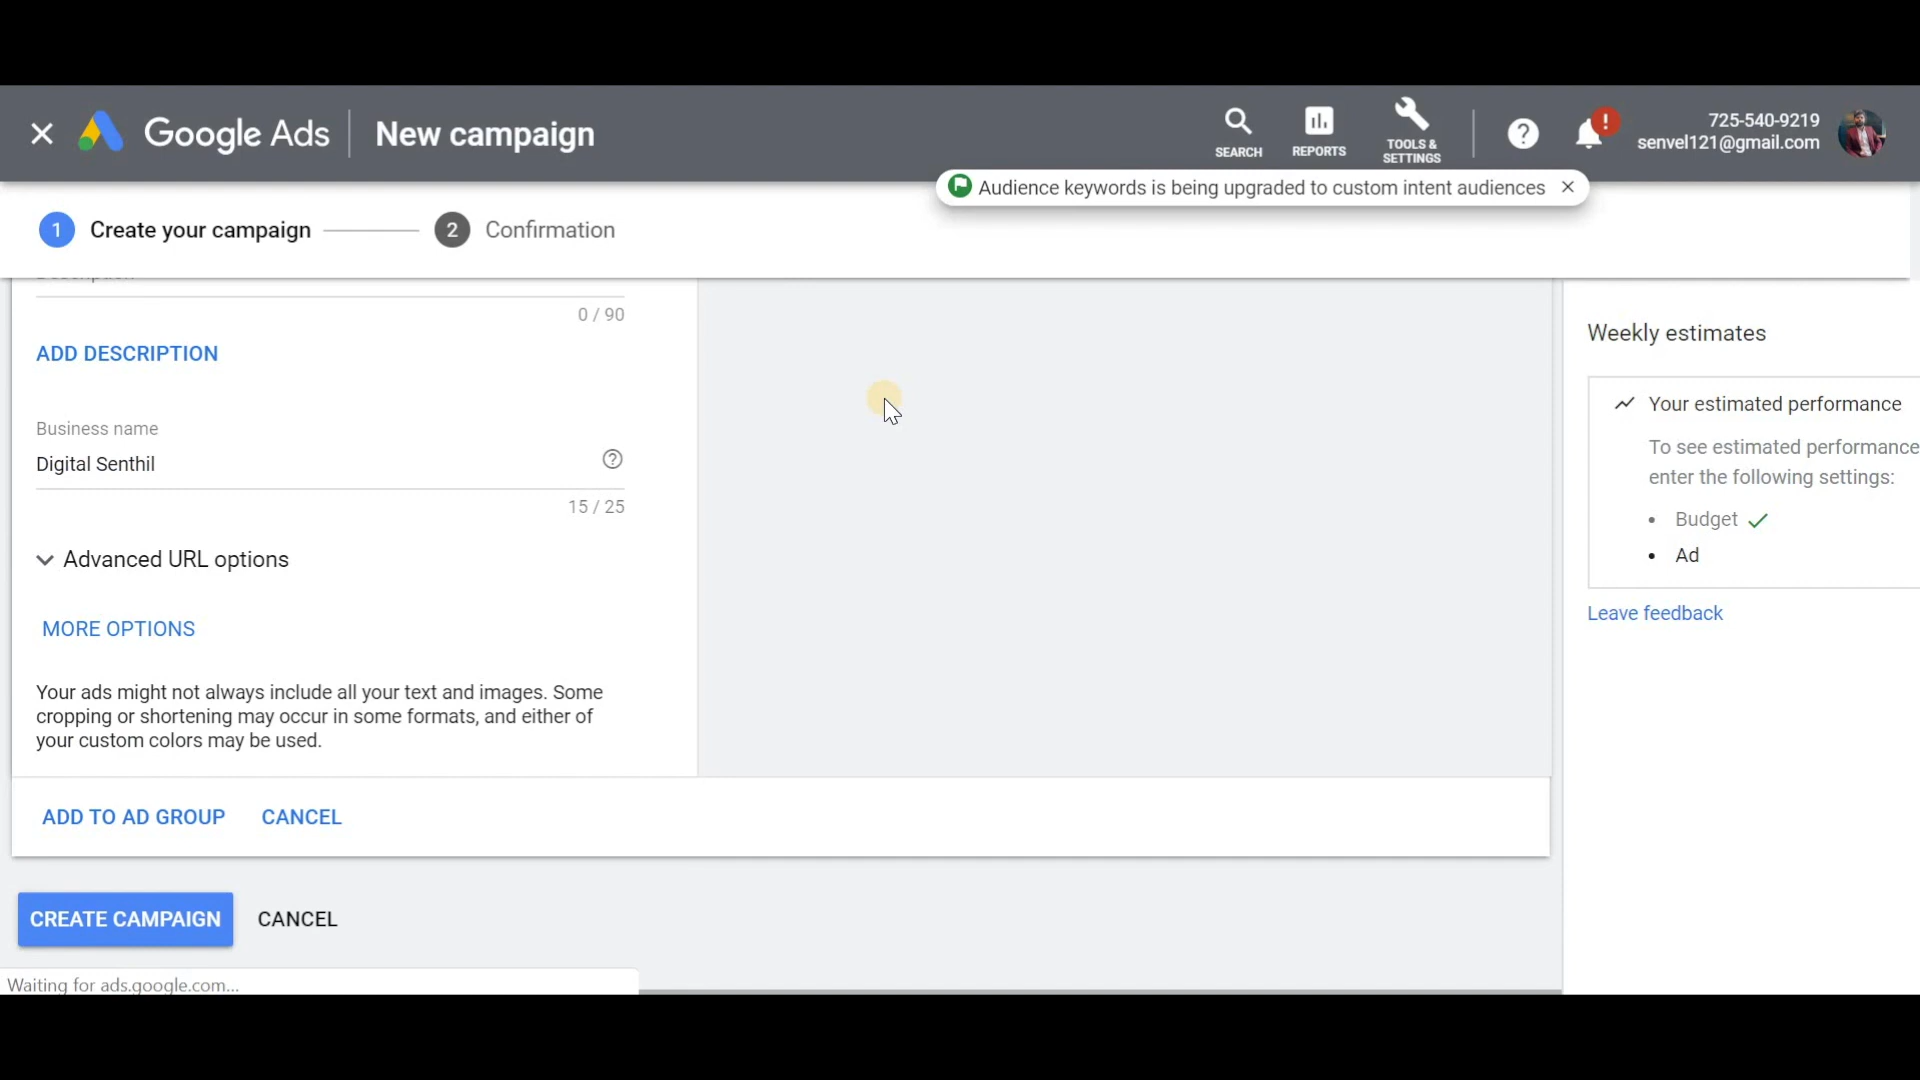 Google Ads
New campaign
SEARCH
REPORTS
TOOLS &
SETTINGS
?
!
725-540-9219
senvel121@gmail.com
Audience keywords is being upgraded to custom intent audiences
1 Create your campaign
2 Confirmation
0 / 90
ADD DESCRIPTION
Business name
Digital Senthil
?
15 / 25
Advanced URL options
MORE OPTIONS
Your ads might not always include all your text and images. Some
cropping or shortening may occur in some formats, and either of
your custom colors may be used.
ADD TO AD GROUP
CANCEL
CREATE CAMPAIGN
CANCEL
Waiting for ads.google.com...
Weekly estimates
Your estimated performance
To see estimated performance
enter the following settings:
• Budget
• Ad
Leave feedback